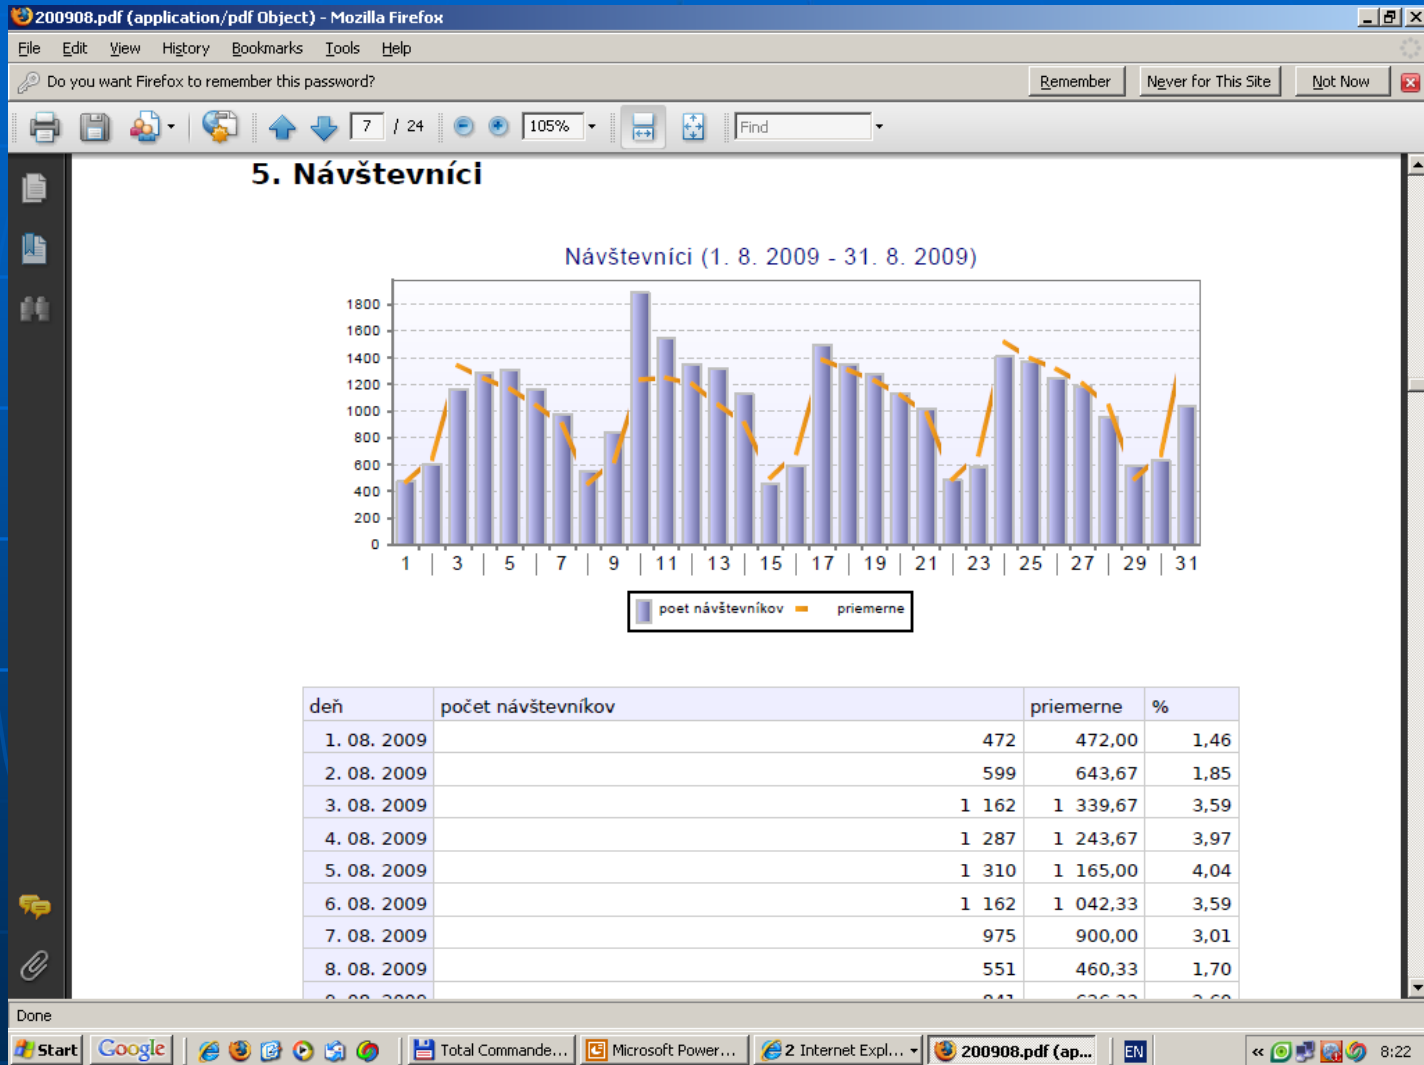 200908.pdf (application/pdf Object) - Mozilla Firefox
File Edit View History Bookmarks Tools Help
Do you want Firefox to remember this password? Remember Never for This Site Not Now
7 / 24 105% Find
5. Návštevníci
Návštevníci (1. 8. 2009 - 31. 8. 2009)
1800
1600
1400
1200
1000
800
600
400
200
0
1 | 3 | 5 | 7 | 9 | 11 | 13 | 15 | 17 | 19 | 21 | 23 | 25 | 27 | 29 | 31
poet návštevníkov priemerne
deň počet návštevníkov priemerne %
1. 08. 2009 472 472,00 1,46
2. 08. 2009 599 643,67 1,85
3. 08. 2009 1 162 1 339,67 3,59
4. 08. 2009 1 287 1 243,67 3,97
5. 08. 2009 1 310 1 165,00 4,04
6. 08. 2009 1 162 1 042,33 3,59
7. 08. 2009 975 900,00 3,01
8. 08. 2009 551 460,33 1,70
Done
Start Google Total Commande... Microsoft Power... 2 Internet Expl... 200908.pdf (ap... EN « 8:22